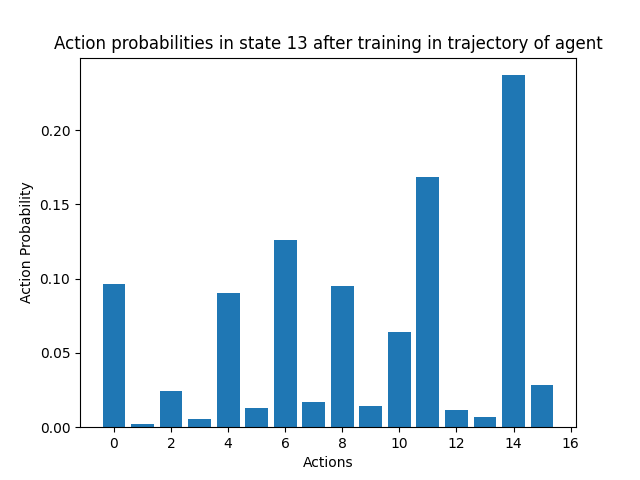 Action probabilities in state 13 after training in trajectory of agent
0.20
0.15
0.10
0.05
0.00
Action Probability
0 2 4 6 8 10 12 14 16
Actions